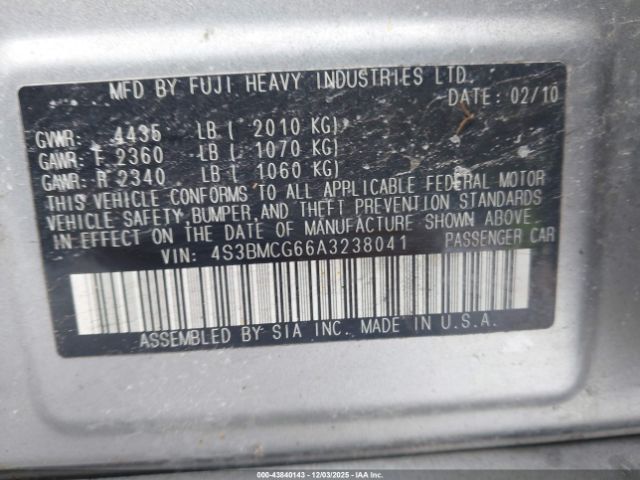 MFD BY FUJI HEAVY INDUSTRIES LTD.
DATE: 02/10
GVWR: 4435 LB ( 2010 KG)
GAWR: F 2360 LB ( 1070 KG)
GAWR: R 2340 LB ( 1060 KG)
THIS VEHICLE CONFORMS TO ALL APPLICABLE FEDERAL MOTOR
VEHICLE SAFETY, BUMPER, AND THEFT PREVENTION STANDARDS
IN EFFECT ON THE DATE OF MANUFACTURE SHOWN ABOVE.
VIN: 4S3BMCG66A3238041 PASSENGER CAR
ASSEMBLED BY SIA INC. MADE IN U.S.A.
000-43840143 - 12/03/2025 - IAA Inc.